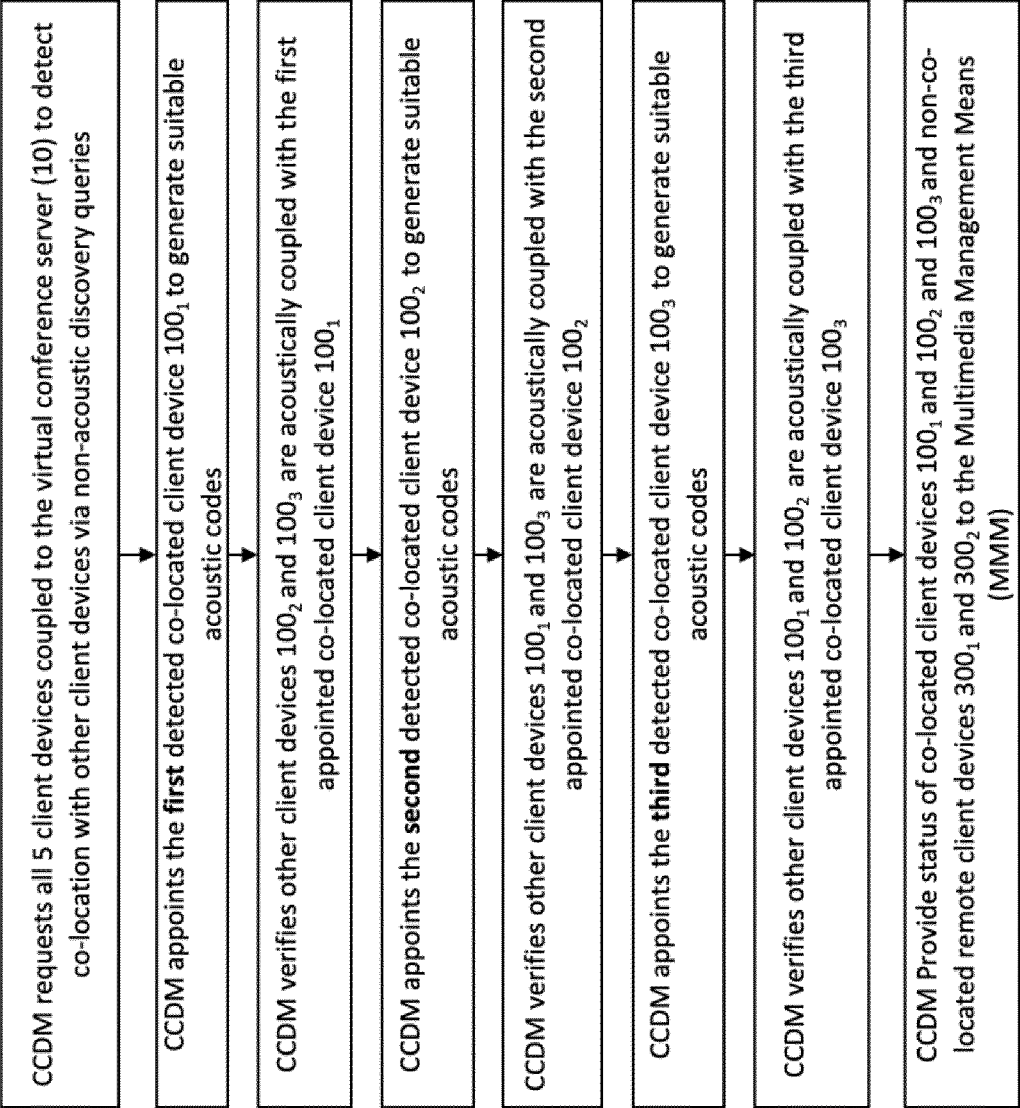 CCDM requests all 5 client devices coupled to the virtual conference server (10) to detect
co-location with other client devices via non-acoustic discovery queries
CCDM appoints the first detected co-located client device 100₁ to generate suitable
acoustic codes
CCDM verifies other client devices 100₂ and 100₃ are acoustically coupled with the first
appointed co-located client device 100₁
CCDM appoints the second detected co-located client device 100₂ to generate suitable
acoustic codes
CCDM verifies other client devices 100₁ and 100₃ are acoustically coupled with the second
appointed co-located client device 100₂
CCDM appoints the third detected co-located client device 100₃ to generate suitable
acoustic codes
CCDM verifies other client devices 100₁ and 100₂ are acoustically coupled with the third
appointed co-located client device 100₃
CCDM Provide status of co-located client devices 100₁ and 100₂ and 100₃ and non-co-
located remote client devices 300₁ and 300₂ to the Multimedia Management Means
(MMM)